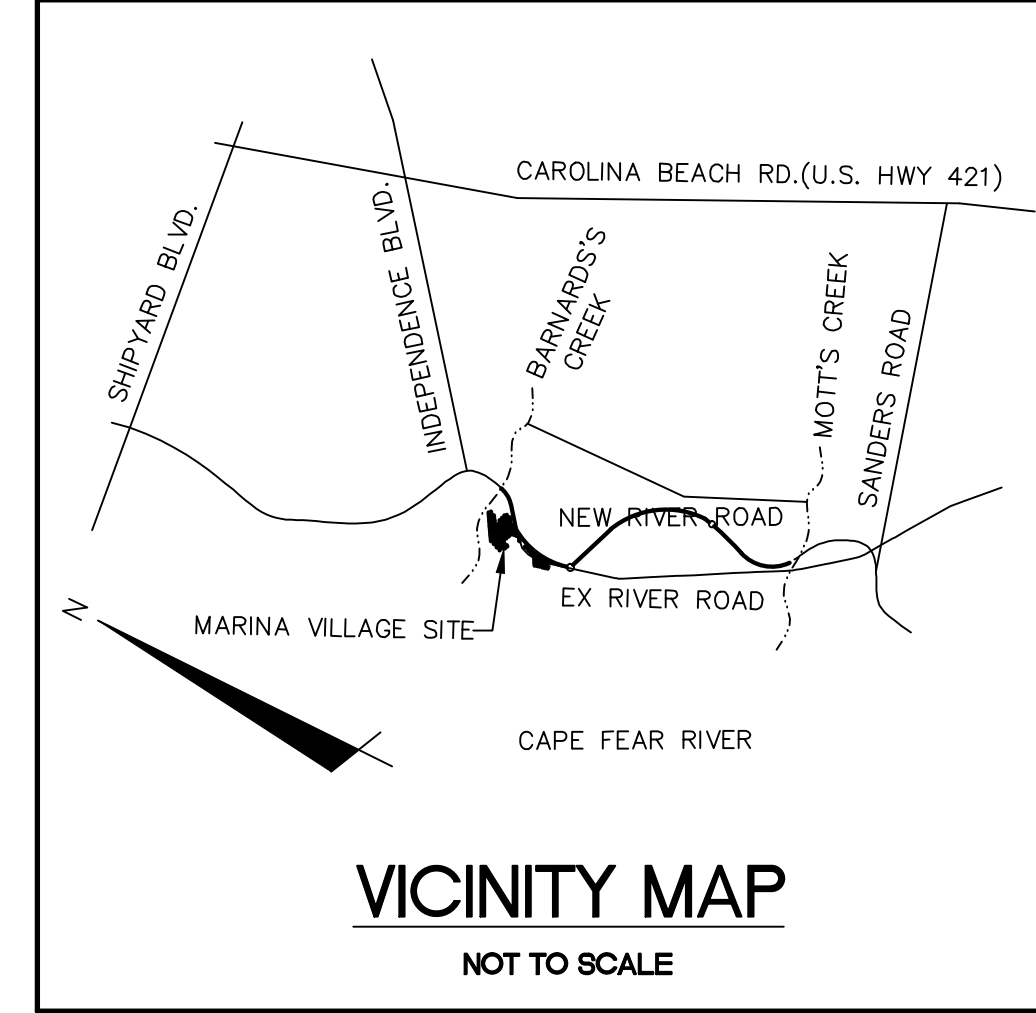 CAROLINA BEACH RD.(U.S. HWY 421)
SHIPYARD BLVD.
INDEPENDENCE BLVD.
BARNARDS'S
CREEK
MOTT'S CREEK
SANDERS ROAD
NEW RIVER ROAD
EX RIVER ROAD
MARINA VILLAGE SITE
N
CAPE FEAR RIVER
VICINITY MAP
NOT TO SCALE